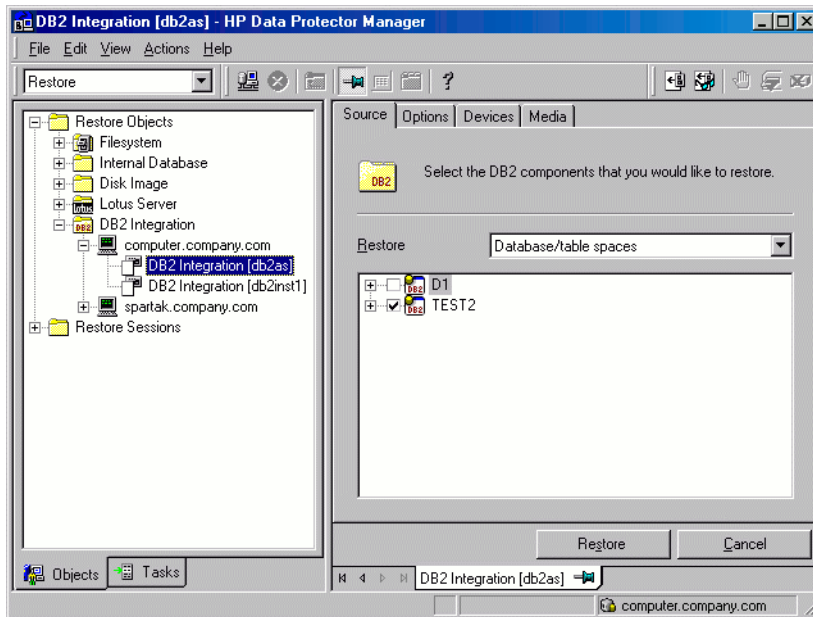 DB2 Integration [db2as] - HP Data Protector Manager
File Edit View Actions Help
Restore
?
Restore Objects
Filesystem
Internal Database
Disk Image
Lotus Server
DB2 Integration
computer.company.com
DB2 Integration [db2as]
DB2 Integration [db2inst1]
spartak.company.com
Restore Sessions
Objects Tasks
Source Options Devices Media
DB2 Select the DB2 components that you would like to restore.
Restore Database/table spaces
DB2 D1
DB2 TEST2
Restore Cancel
DB2 Integration [db2as]
computer.company.com